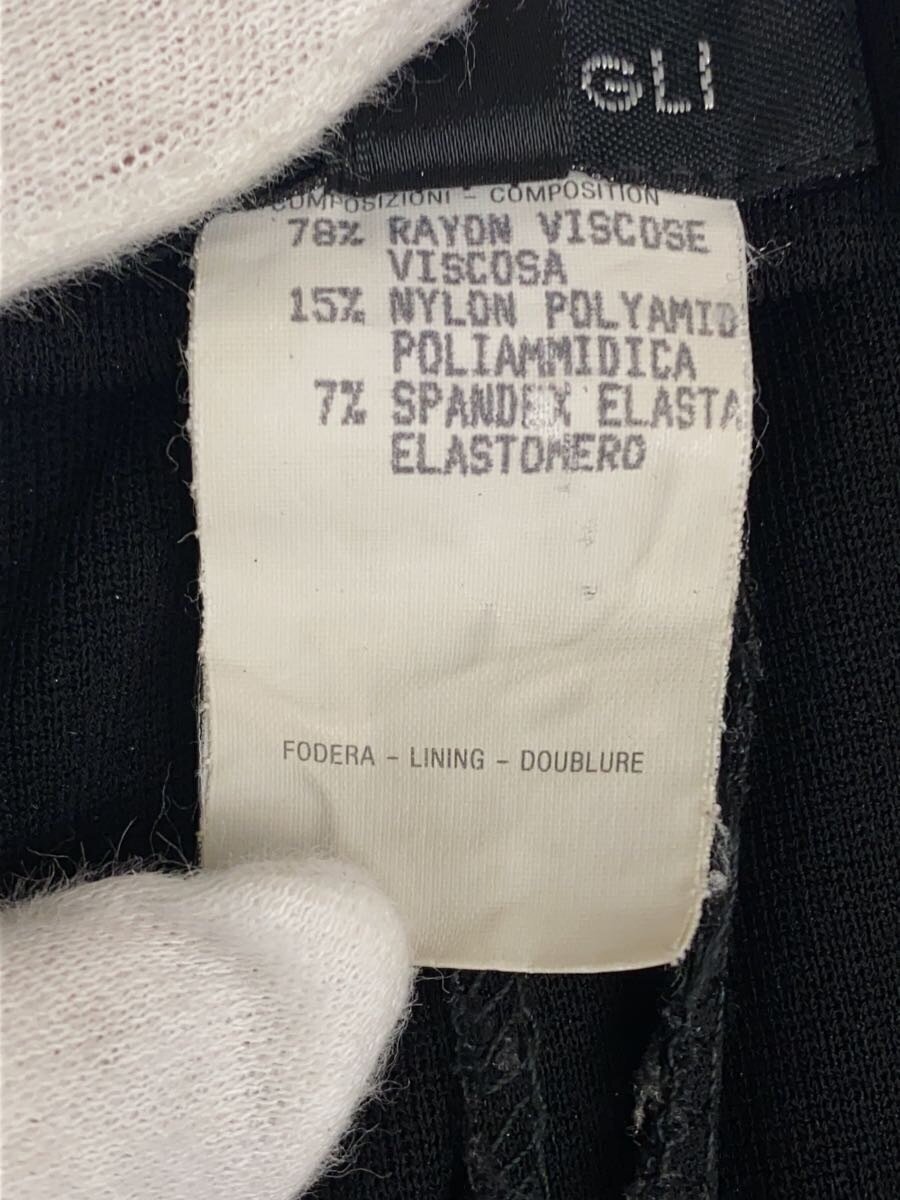 GLI
COMPOSIZIONI - COMPOSITION
78% RAYON VISCOSE
VISCOSA
15% NYLON POLYAMID
POLIAMMIDICA
7% SPANDEX ELASTA
ELASTOMERO
FODERA - LINING - DOUBLURE